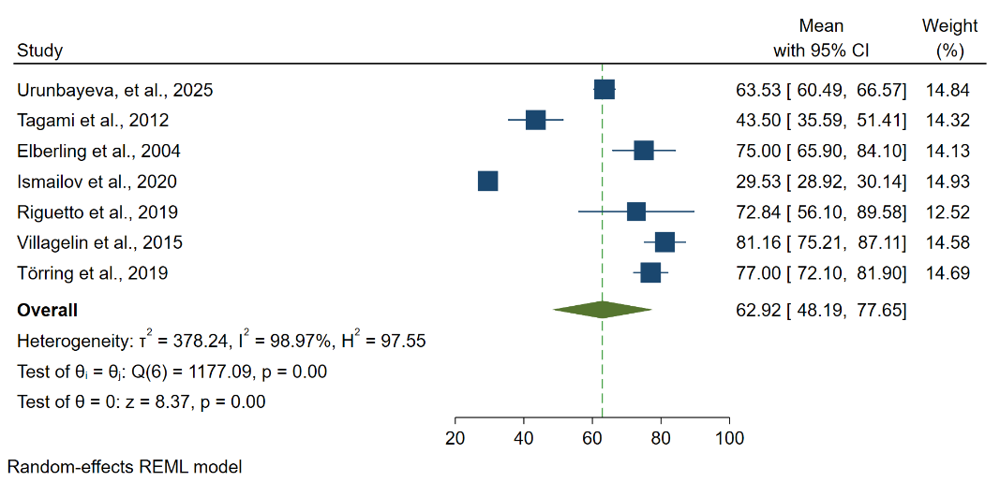 Mean Weight
Study with 95% CI (%)
Urunbayeva, et al., 2025 63.53 [ 60.49, 66.57] 14.84
Tagami et al., 2012 43.50 [ 35.59, 51.41] 14.32
Elberling et al., 2004 75.00 [ 65.90, 84.10] 14.13
Ismailov et al., 2020 29.53 [ 28.92, 30.14] 14.93
Riguetto et al., 2019 72.84 [ 56.10, 89.58] 12.52
Villagelin et al., 2015 81.16 [ 75.21, 87.11] 14.58
Törring et al., 2019 77.00 [ 72.10, 81.90] 14.69
Overall 62.92 [ 48.19, 77.65]
Heterogeneity: τ² = 378.24, I² = 98.97%, H² = 97.55
Test of θᵢ = θⱼ: Q(6) = 1177.09, p = 0.00
Test of θ = 0: z = 8.37, p = 0.00
20 40 60 80 100
Random-effects REML model